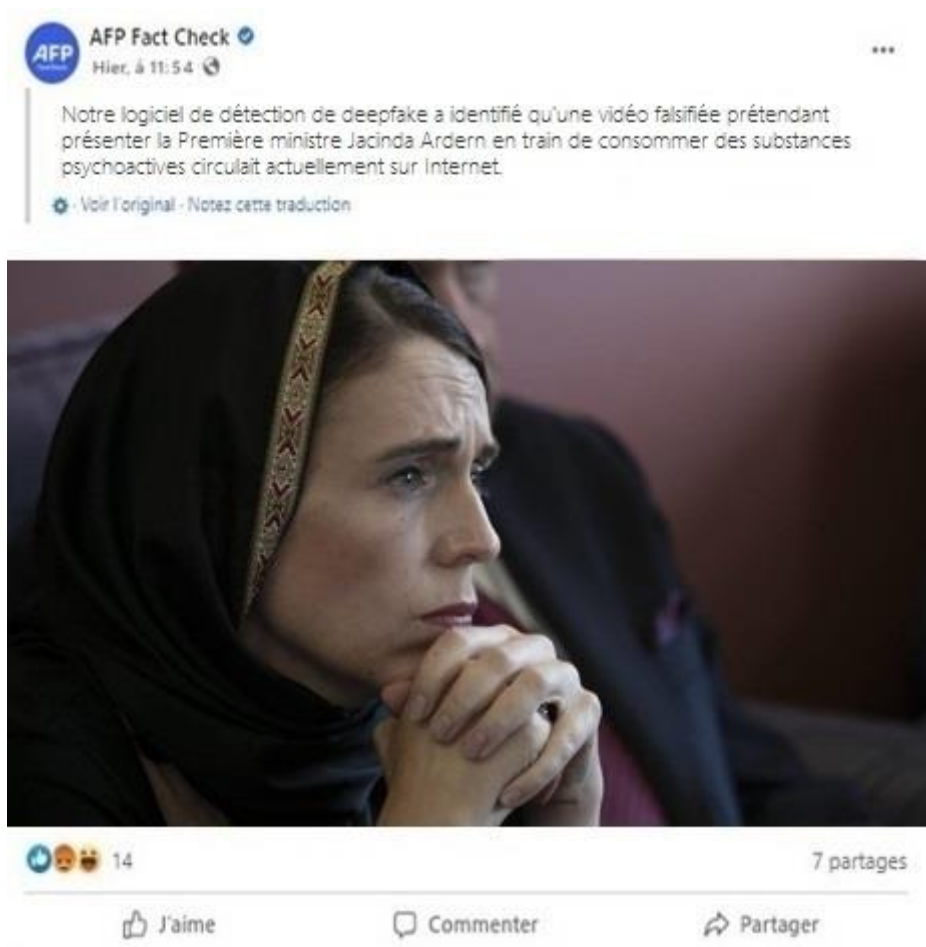 AFP Fact Check
AFP
Hier, á 11:54
Notre logiciel de détection de deepfake a identifié qu'une vidéo falsifiée prétendant
présenter la Première ministre Jacinda Ardern en train de consommer des substances
psychoactives circulait actuellement sur Internet.
· Voir l'original · Notez cette traduction
14
7 partages
J'aime
Commenter
Partager